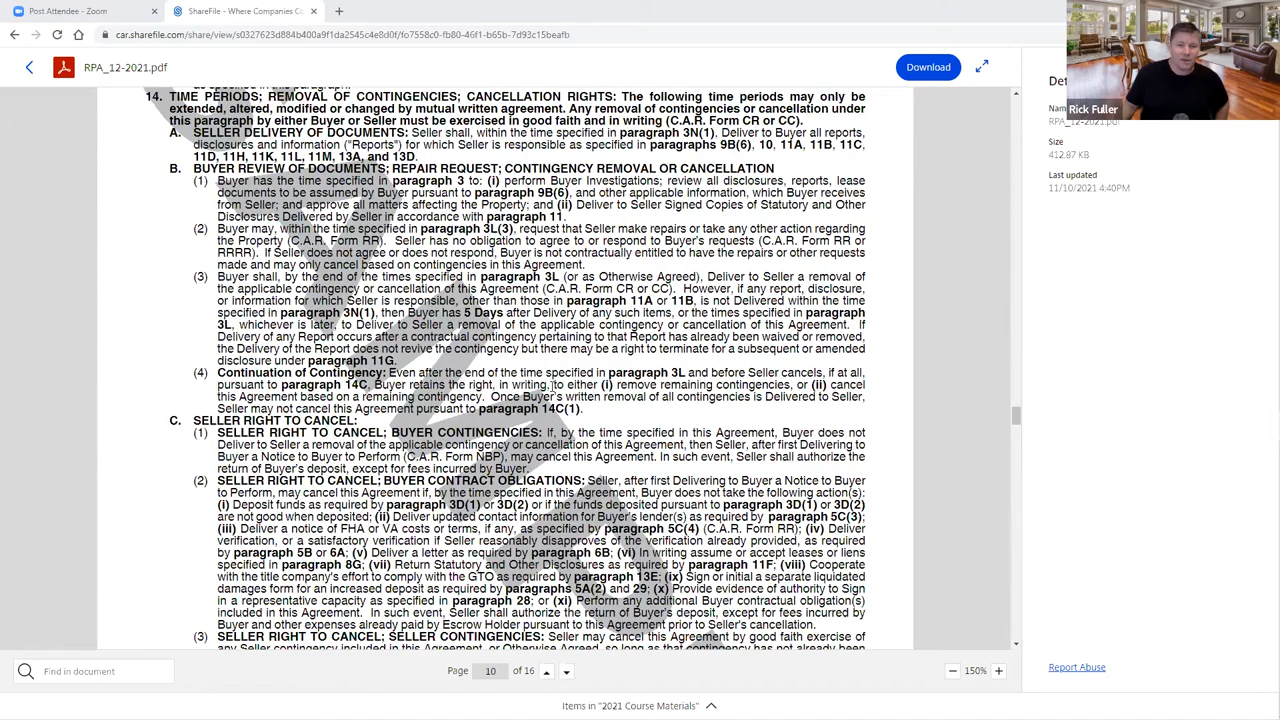 Post Attendee - Zoom
ShareFile - Where Companies Co
car.sharefile.com/share/view/s0327623d884b400a9f1da2545c4e8d0f/fo7558c0-fb80-46f1-b65b-7d93c15beafb
RPA_12-2021.pdf
Download
Rick Fuller
RPA_12-2021.pdf
Size
412.87 KB
Last updated
11/10/2021 4:40PM
14. TIME PERIODS; REMOVAL OF CONTINGENCIES; CANCELLATION RIGHTS: The following time periods may only be
extended, altered, modified or changed by mutual written agreement. Any removal of contingencies or cancellation under
this paragraph by either Buyer or Seller must be exercised in good faith and in writing (C.A.R. Form CR or CC).
A. SELLER DELIVERY OF DOCUMENTS: Seller shall, within the time specified in paragraph 3N(1), Deliver to Buyer all reports,
disclosures and information ("Reports") for which Seller is responsible as specified in paragraphs 9B(6), 10, 11A, 11B, 11C,
11D, 11H, 11K, 11L, 11M, 13A, and 13D.
B. BUYER REVIEW OF DOCUMENTS; REPAIR REQUEST; CONTINGENCY REMOVAL OR CANCELLATION
(1) Buyer has the time specified in paragraph 3 to: (i) perform Buyer Investigations; review all disclosures, reports, lease
documents to be assumed by Buyer pursuant to paragraph 9B(6), and other applicable information, which Buyer receives
from Seller; and approve all matters affecting the Property; and (ii) Deliver to Seller Signed Copies of Statutory and Other
Disclosures Delivered by Seller in accordance with paragraph 11.
(2) Buyer may, within the time specified in paragraph 3L(3), request that Seller make repairs or take any other action regarding
the Property (C.A.R. Form RR). Seller has no obligation to agree to or respond to Buyer's requests (C.A.R. Form RR or
RRRR). If Seller does not agree or does not respond, Buyer is not contractually entitled to have the repairs or other requests
made and may only cancel based on contingencies in this Agreement.
(3) Buyer shall, by the end of the times specified in paragraph 3L (or as Otherwise Agreed), Deliver to Seller a removal of
the applicable contingency or cancellation of this Agreement (C.A.R. Form CR or CC). However, if any report, disclosure,
or information for which Seller is responsible, other than those in paragraph 11A or 11B, is not Delivered within the time
specified in paragraph 3N(1), then Buyer has 5 Days after Delivery of any such items, or the times specified in paragraph
3L, whichever is later, to Deliver to Seller a removal of the applicable contingency or cancellation of this Agreement. If
Delivery of any Report occurs after a contractual contingency pertaining to that Report has already been waived or removed,
the Delivery of the Report does not revive the contingency but there may be a right to terminate for a subsequent or amended
disclosure under paragraph 11G.
(4) Continuation of Contingency: Even after the end of the time specified in paragraph 3L and before Seller cancels, if at all,
pursuant to paragraph 14C, Buyer retains the right, in writing, to either (i) remove remaining contingencies, or (ii) cancel
this Agreement based on a remaining contingency. Once Buyer's written removal of all contingencies is Delivered to Seller,
Seller may not cancel this Agreement pursuant to paragraph 14C(1).
C. SELLER RIGHT TO CANCEL:
(1) SELLER RIGHT TO CANCEL; BUYER CONTINGENCIES: If, by the time specified in this Agreement, Buyer does not
Deliver to Seller a removal of the applicable contingency or cancellation of this Agreement, then Seller, after first Delivering to
Buyer a Notice to Buyer to Perform (C.A.R. Form NBP), may cancel this Agreement. In such event, Seller shall authorize the
return of Buyer's deposit, except for fees incurred by Buyer.
(2) SELLER RIGHT TO CANCEL; BUYER CONTRACT OBLIGATIONS: Seller, after first Delivering to Buyer a Notice to Buyer
to Perform, may cancel this Agreement if, by the time specified in this Agreement, Buyer does not take the following action(s):
(i) Deposit funds as required by paragraph 3D(1) or 3D(2) or if the funds deposited pursuant to paragraph 3D(1) or 3D(2)
are not good when deposited; (ii) Deliver updated contact information for Buyer's lender(s) as required by paragraph 5C(3);
(iii) Deliver a notice of FHA or VA costs or terms, if any, as specified by paragraph 5C(4) (C.A.R. Form RR); (iv) Deliver
verification, or a satisfactory verification if Seller reasonably disapproves of the verification already provided, as required
by paragraph 5B or 6A; (v) Deliver a letter as required by paragraph 6B; (vi) In writing assume or accept leases or liens
specified in paragraph 8G; (vii) Return Statutory and Other Disclosures as required by paragraph 11F; (viii) Cooperate
with the title company's effort to comply with the GTO as required by paragraph 13E; (ix) Sign or initial a separate liquidated
damages form for an increased deposit as required by paragraphs 5A(2) and 29; (x) Provide evidence of authority to Sign
in a representative capacity as specified in paragraph 28; or (xi) Perform any additional Buyer contractual obligation(s)
included in this Agreement. In such event, Seller shall authorize the return of Buyer's deposit, except for fees incurred by
Buyer and other expenses already paid by Escrow Holder pursuant to this Agreement prior to Seller's cancellation.
(3) SELLER RIGHT TO CANCEL; SELLER CONTINGENCIES: Seller may cancel this Agreement by good faith exercise of
any Seller contingency included in this Agreement, or Otherwise Agreed, so long as that contingency has not already been
Find in document
Page 10 of 16
150%
Report Abuse
Items in "2021 Course Materials"